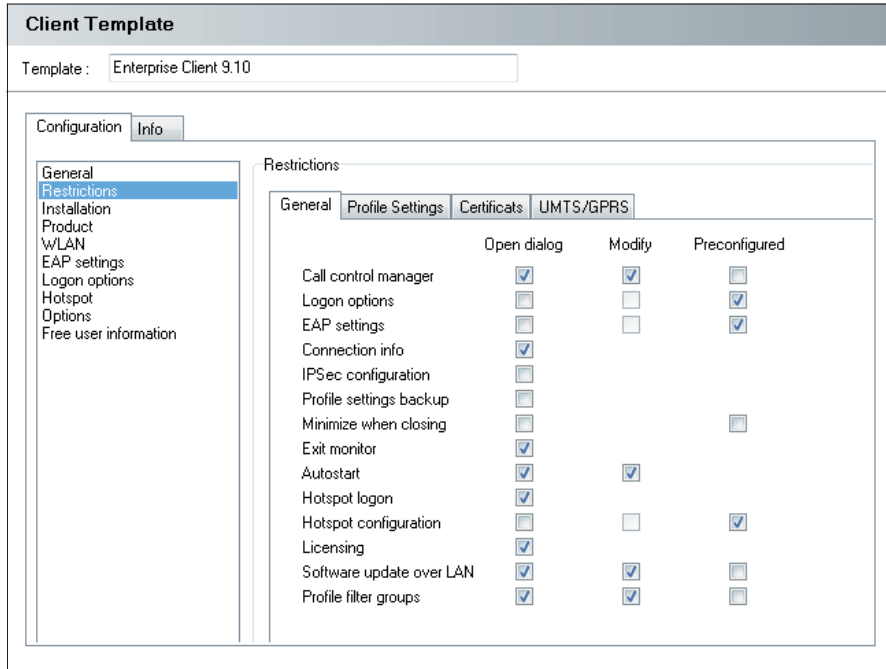 Client Template
Template : Enterprise Client 9.10
Configuration Info
General
Restrictions
Installation
Product
WLAN
EAP settings
Logon options
Hotspot
Options
Free user information
Restrictions
General Profile Settings Certificats UMTS/GPRS
Open dialog Modify Preconfigured
Call control manager
Logon options
EAP settings
Connection info
IPSec configuration
Profile settings backup
Minimize when closing
Exit monitor
Autostart
Hotspot logon
Hotspot configuration
Licensing
Software update over LAN
Profile filter groups